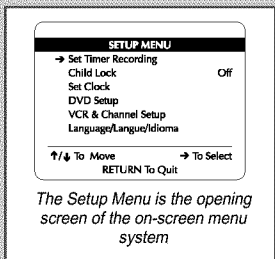 SETUP MENU
→ Set Timer Recording
Child Lock Off
Set Clock
DVD Setup
VCR & Channel Setup
Language/Langue/Idioma
↑/↓ To Move → To Select
RETURN To Quit
The Setup Menu is the opening
screen of the on-screen menu
system